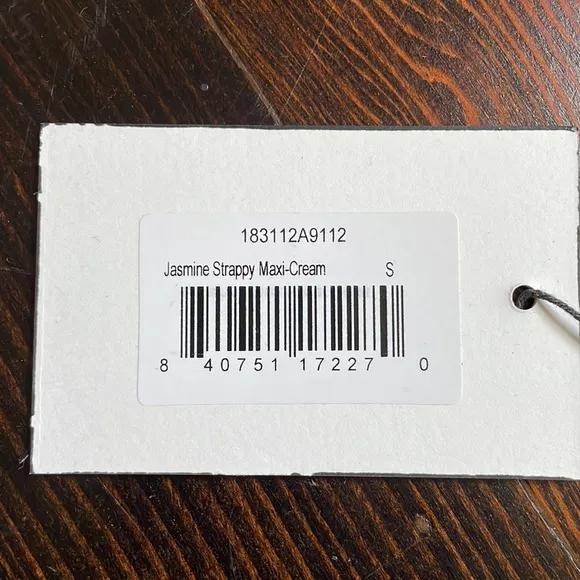 183112A9112
Jasmine Strappy Maxi-Cream S
8 40751 17227 0